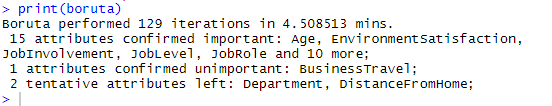 > print(boruta)
Boruta performed 129 iterations in 4.508513 mins.
 15 attributes confirmed important: Age, EnvironmentSatisfaction,
JobInvolvement, JobLevel, JobRole and 10 more;
 1 attributes confirmed unimportant: BusinessTravel;
 2 tentative attributes left: Department, DistanceFromHome;
>